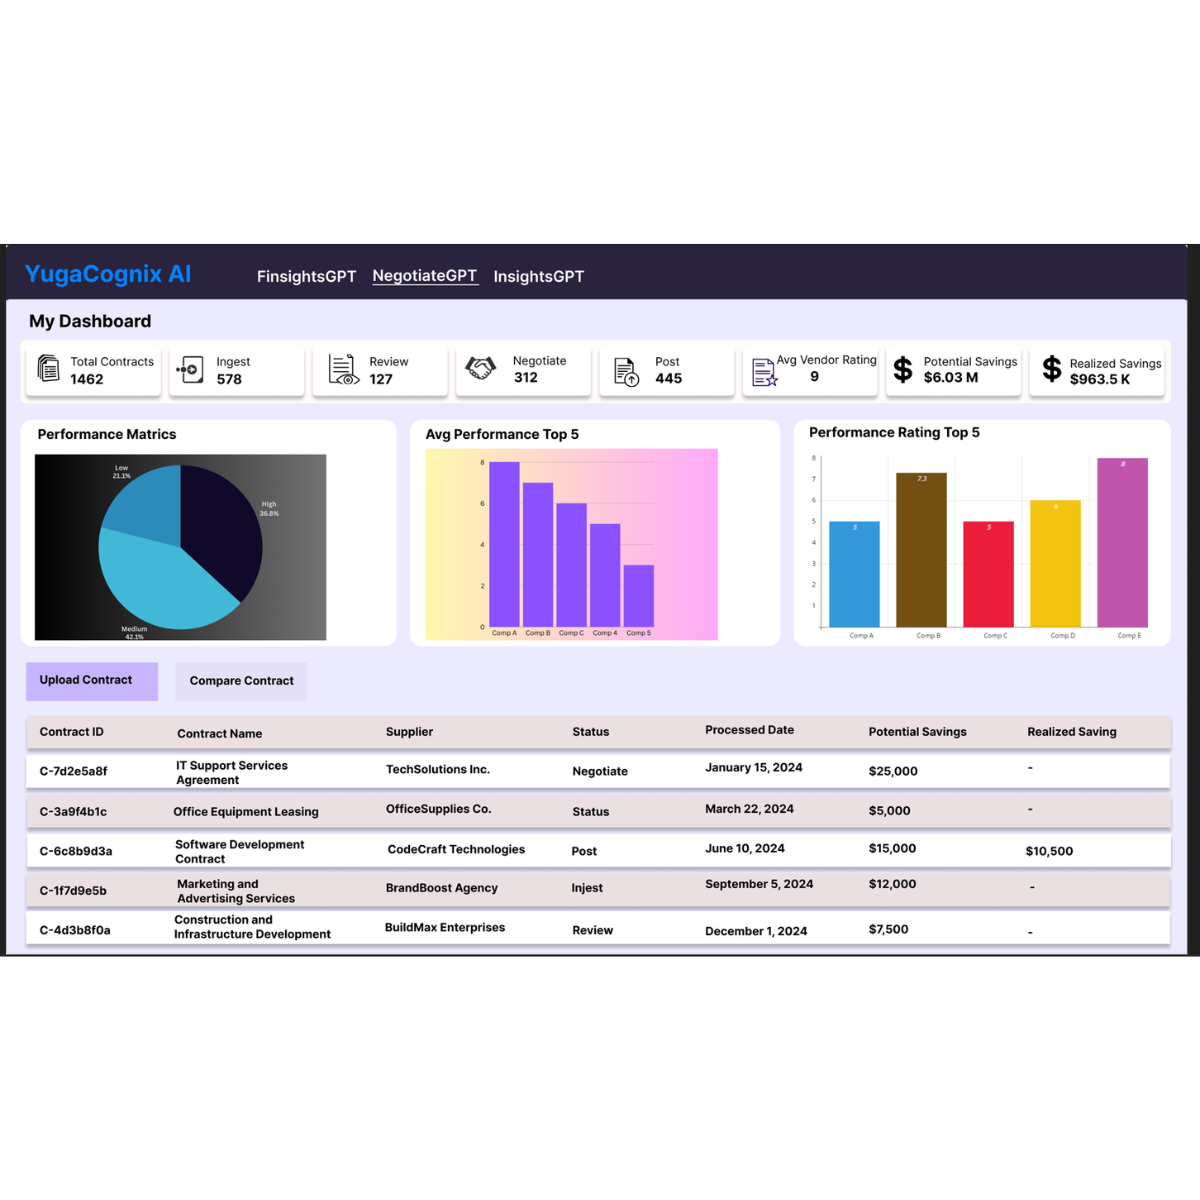 YugaCognix AI
FinsightsGPT NegotiateGPT InsightsGPT
My Dashboard
Total Contracts
1462
Ingest
578
Review
127
Negotiate
312
Post
445
Avg Vendor Rating
9
Potential Savings
$6.03 M
Realized Savings
$963.5 K
Performance Matrics
Low
21.1%
High
36.8%
Medium
42.1%
Avg Performance Top 5
8
6
4
2
0
Comp A Comp B Comp C Comp 4 Comp 5
Performance Rating Top 5
8
7
6
5
4
3
2
1
5 7.3 5 6 8
Comp A Comp B Comp C Comp D Comp E
Upload Contract Compare Contract
Contract ID Contract Name Supplier Status Processed Date Potential Savings Realized Saving
C-7d2e5a8f IT Support Services
Agreement TechSolutions Inc. Negotiate January 15, 2024 $25,000 -
C-3a9f4b1c Office Equipment Leasing OfficeSupplies Co. Status March 22, 2024 $5,000 -
C-6c8b9d3a Software Development
Contract CodeCraft Technologies Post June 10, 2024 $15,000 $10,500
C-1f7d9e5b Marketing and
Advertising Services BrandBoost Agency Injest September 5, 2024 $12,000 -
C-4d3b8f0a Construction and
Infrastructure Development BuildMax Enterprises Review December 1, 2024 $7,500 -